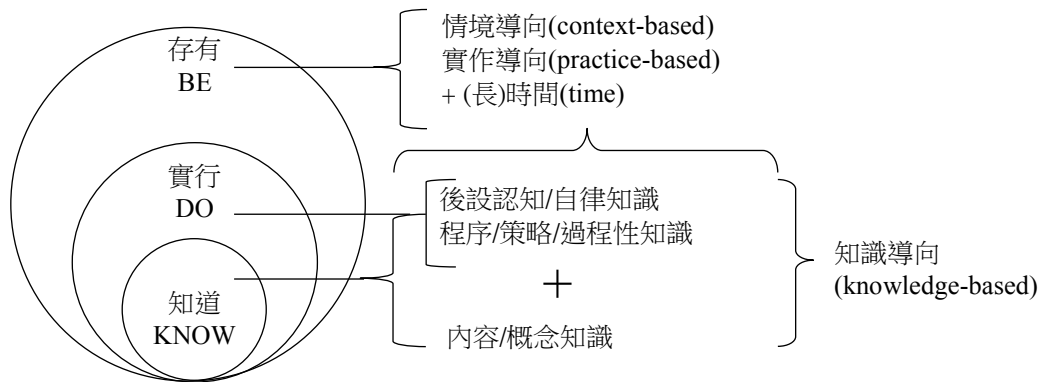 存有
BE
情境導向(context-based)
實作導向(practice-based)
+ (長)時間(time)
實行
DO
後設認知/自律知識
程序/策略/過程性知識
+
內容/概念知識
知識導向
(knowledge-based)
知道
KNOW